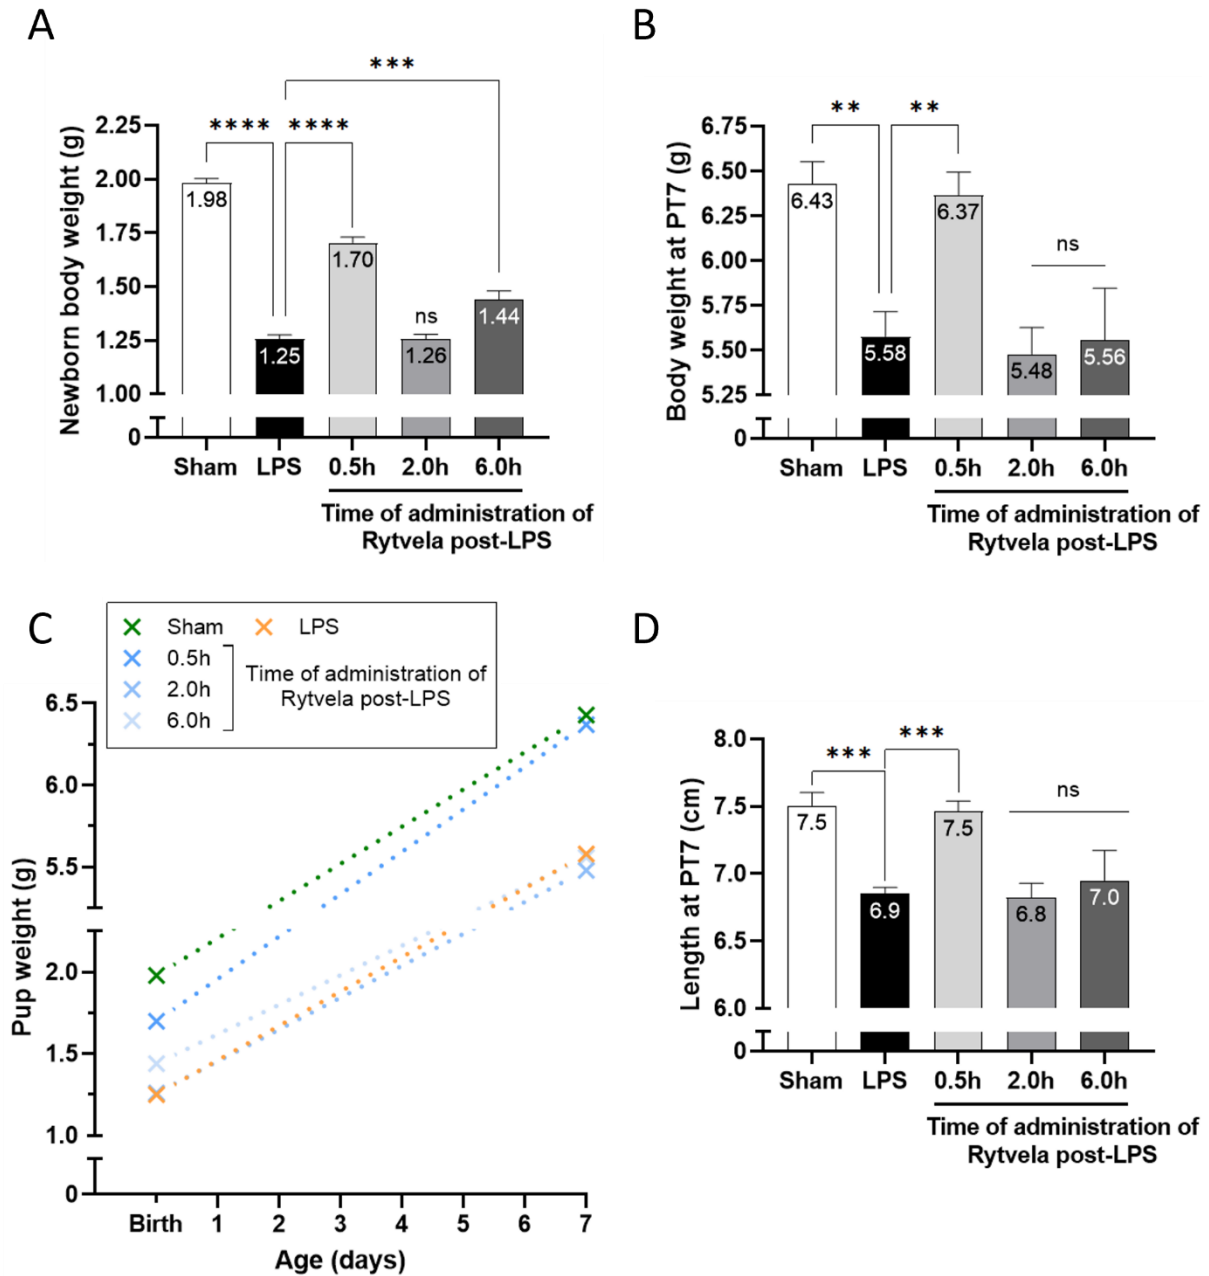 A
***
**** ****
Newborn body weight (g)
2.25
2.00
1.75
1.50
1.25
1.00
0
1.98
1.25
1.70
ns
1.26
1.44
Sham LPS 0.5h 2.0h 6.0h
Time of administration of
Rytvela post-LPS
B
** **
Body weight at PT7 (g)
6.75
6.50
6.25
6.00
5.75
5.50
5.25
0
6.43
5.58
6.37
ns
5.48
5.56
Sham LPS 0.5h 2.0h 6.0h
Time of administration of
Rytvela post-LPS
C
Sham LPS
0.5h
2.0h
6.0h
Time of administration of
Rytvela post-LPS
Pup weight (g)
6.5
6.0
5.5
2.0
1.5
1.0
0
Birth 1 2 3 4 5 6 7
Age (days)
D
*** ***
Length at PT7 (cm)
8.0
7.5
7.0
6.5
6.0
0
7.5
6.9
7.5
ns
6.8
7.0
Sham LPS 0.5h 2.0h 6.0h
Time of administration of
Rytvela post-LPS